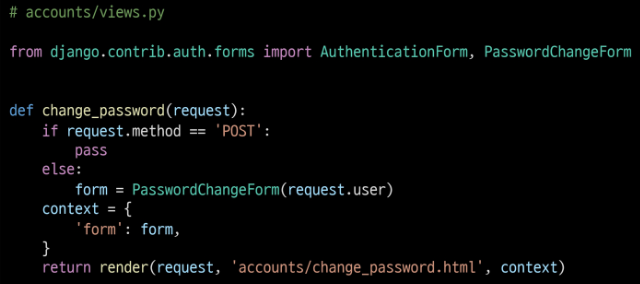 # accounts/views.py
from django.contrib.auth.forms import AuthenticationForm, PasswordChangeForm
def change_password(request):
    if request.method == 'POST':
        pass
    else:
        form = PasswordChangeForm(request.user)
    context = {
        'form': form,
    }
    return render(request, 'accounts/change_password.html', context)